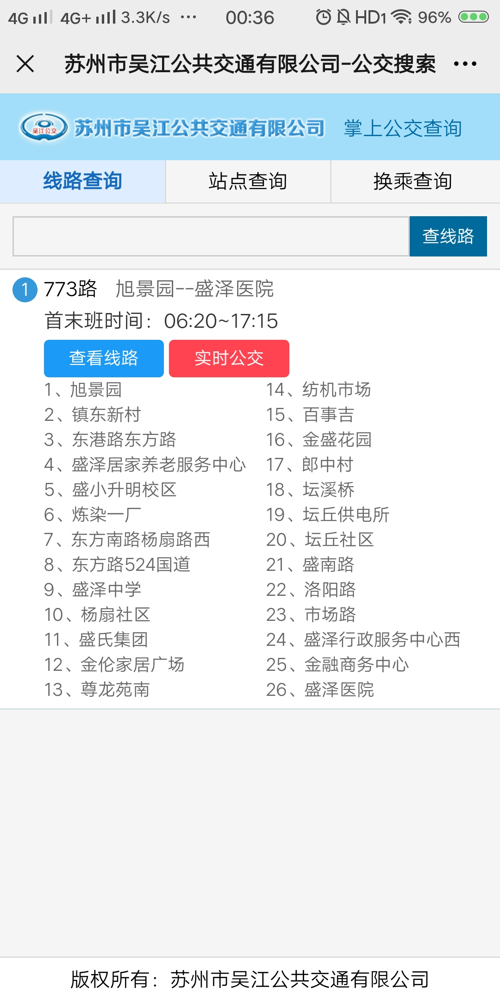 4G 4G+ 3.3K/s ··· 00:36 HD1 96%
苏州市吴江公共交通有限公司-公交搜索 ···
吴江公交 苏州市吴江公共交通有限公司 掌上公交查询
线路查询 站点查询 换乘查询
查线路
1 773路 旭景园--盛泽医院
首末班时间：06:20~17:15
查看线路 实时公交
1、旭景园
2、镇东新村
3、东港路东方路
4、盛泽居家养老服务中心
5、盛小升明校区
6、炼染一厂
7、东方南路杨扇路西
8、东方路524国道
9、盛泽中学
10、杨扇社区
11、盛氏集团
12、金伦家居广场
13、尊龙苑南
14、纺机市场
15、百事吉
16、金盛花园
17、郎中村
18、坛溪桥
19、坛丘供电所
20、坛丘社区
21、盛南路
22、洛阳路
23、市场路
24、盛泽行政服务中心西
25、金融商务中心
26、盛泽医院
版权所有：苏州市吴江公共交通有限公司